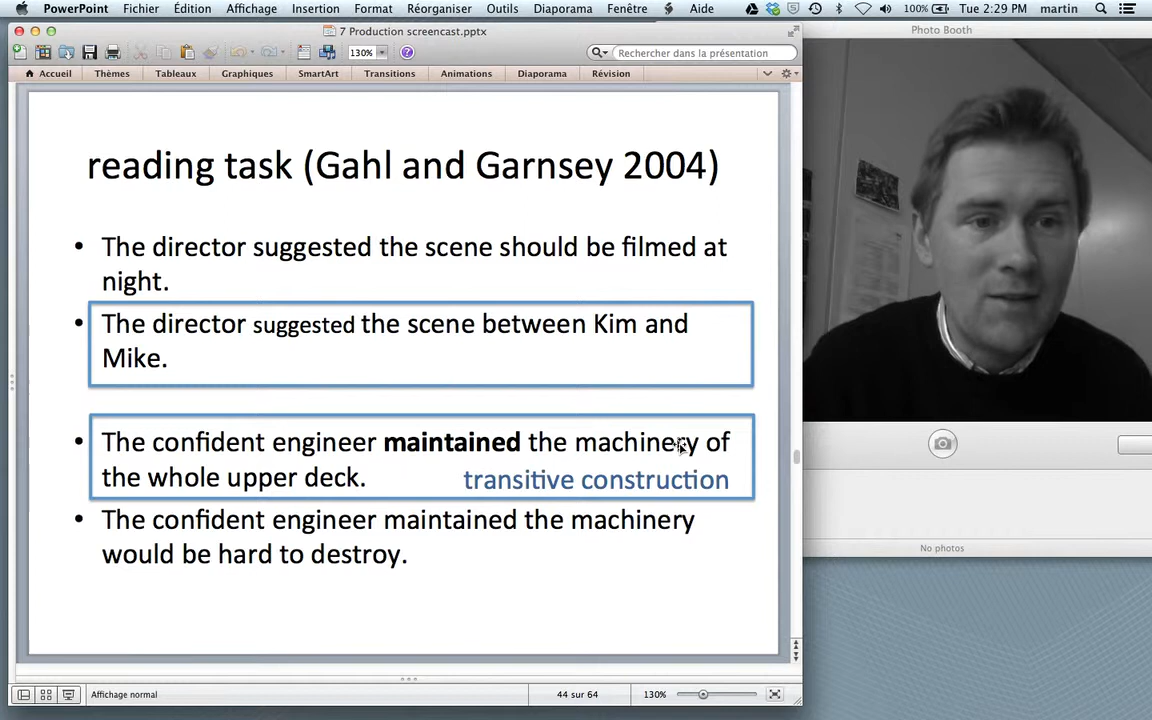 PowerPoint Fichier Édition Affichage Insertion Format Réorganiser Outils Diaporama Fenêtre Aide 100% Tue 2:29 PM martin
7 Production screencast.pptx
Photo Booth
130% Rechercher dans la présentation
Accueil Thèmes Tableaux Graphiques SmartArt Transitions Animations Diaporama Révision
reading task (Gahl and Garnsey 2004)
• The director suggested the scene should be filmed at
night.
• The director suggested the scene between Kim and
Mike.
• The confident engineer maintained the machinery of
the whole upper deck. transitive construction
• The confident engineer maintained the machinery
would be hard to destroy.
No photos
Affichage normal 44 sur 64 130%